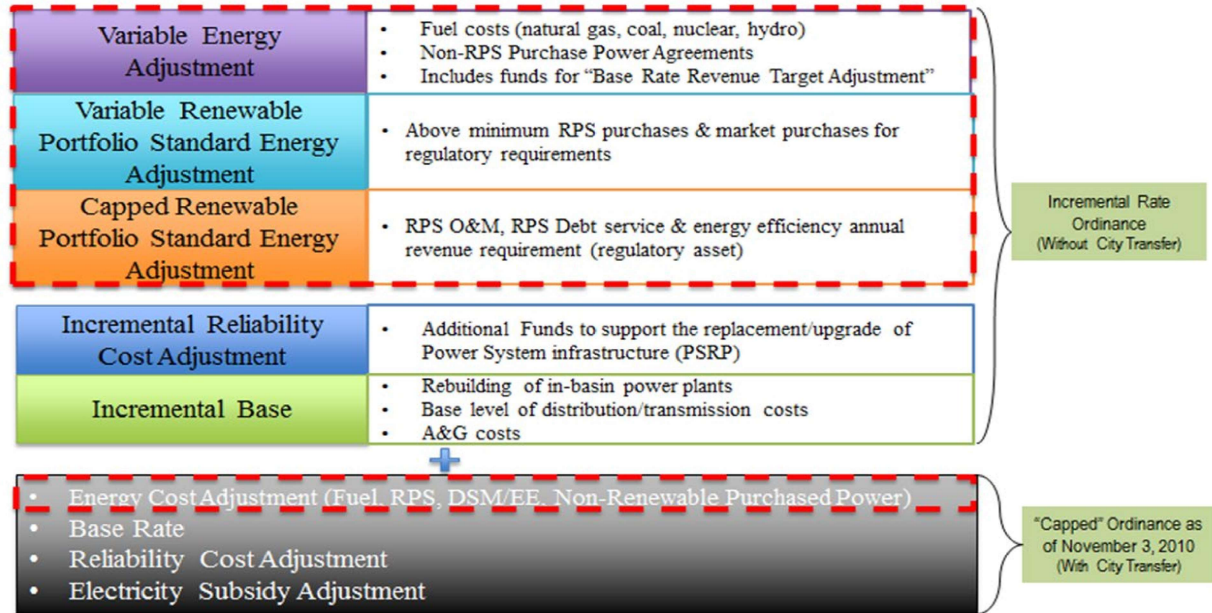 Variable Energy
Adjustment
• Fuel costs (natural gas, coal, nuclear, hydro)
• Non-RPS Purchase Power Agreements
• Includes funds for “Base Rate Revenue Target Adjustment”
Variable Renewable
Portfolio Standard Energy
Adjustment
• Above minimum RPS purchases & market purchases for
regulatory requirements
Capped Renewable
Portfolio Standard Energy
Adjustment
• RPS O&M, RPS Debt service & energy efficiency annual
revenue requirement (regulatory asset)
Incremental Reliability
Cost Adjustment
• Additional Funds to support the replacement/upgrade of
Power System infrastructure (PSRP)
Incremental Base
• Rebuilding of in-basin power plants
• Base level of distribution/transmission costs
• A&G costs
Incremental Rate
Ordinance
(Without City Transfer)
+
• Energy Cost Adjustment (Fuel, RPS, DSM/EE, Non-Renewable Purchased Power)
• Base Rate
• Reliability Cost Adjustment
• Electricity Subsidy Adjustment
“Capped” Ordinance as
of November 3, 2010
(With City Transfer)